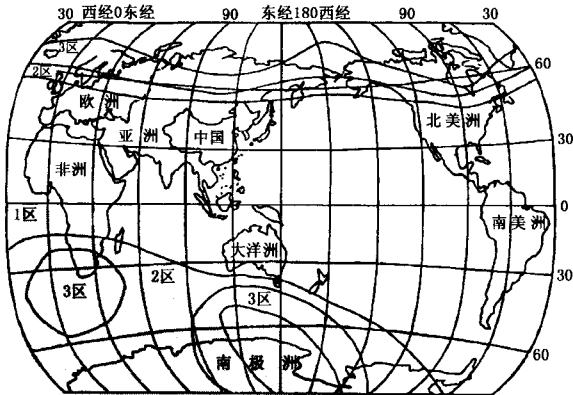 30 西经0东经 90 东经180西经 90 30
3区
2区
60
欧洲
北美洲
亚洲
中国
30
非洲
1区
0
南美洲
大洋洲
2区
30
3区
3区
60
南极洲